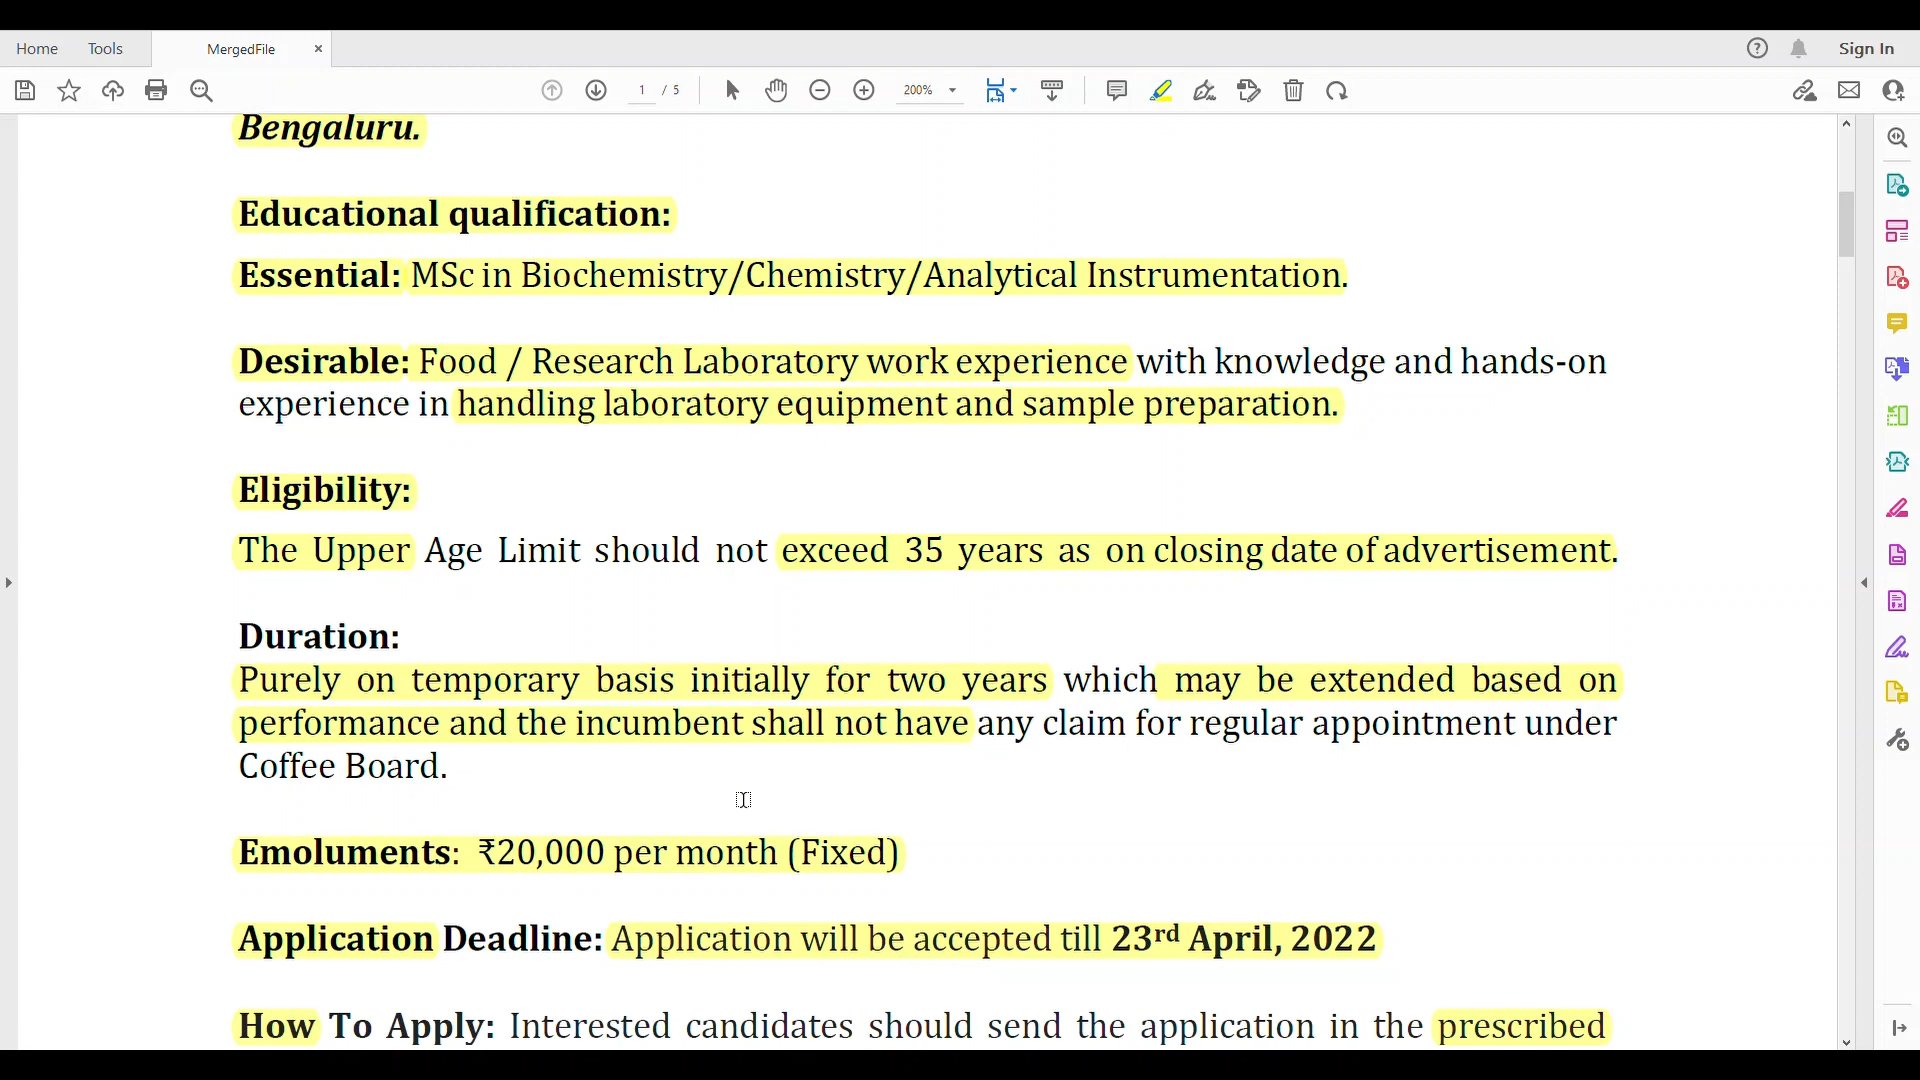 Home Tools MergedFile × Sign In
1 / 5 200%
Bengaluru.
Educational qualification:
Essential: MSc in Biochemistry/Chemistry/Analytical Instrumentation.
Desirable: Food / Research Laboratory work experience with knowledge and hands-on
experience in handling laboratory equipment and sample preparation.
Eligibility:
The Upper Age Limit should not exceed 35 years as on closing date of advertisement.
Duration:
Purely on temporary basis initially for two years which may be extended based on
performance and the incumbent shall not have any claim for regular appointment under
Coffee Board.
Emoluments: ₹20,000 per month (Fixed)
Application Deadline: Application will be accepted till 23rd April, 2022
How To Apply: Interested candidates should send the application in the prescribed